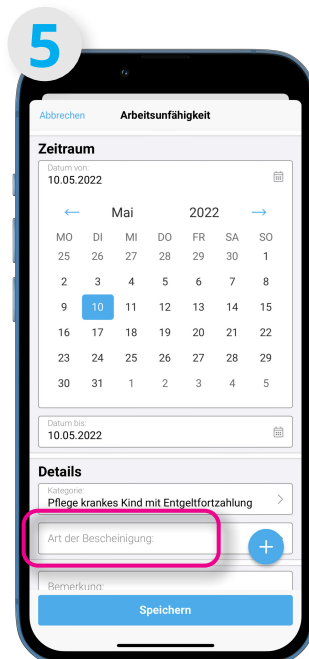 5
Abbrechen Arbeitsunfähigkeit
Zeitraum
Datum von:
10.05.2022
← Mai 2022 →
MO DI MI DO FR SA SO
25 26 27 28 29 30 1
2 3 4 5 6 7 8
9 10 11 12 13 14 15
16 17 18 19 20 21 22
23 24 25 26 27 28 29
30 31 1 2 3 4 5
Datum bis:
10.05.2022
Details
Kategorie:
Pflege krankes Kind mit Entgeltfortzahlung >
Art der Bescheinigung:
+
Bemerkung:
Speichern